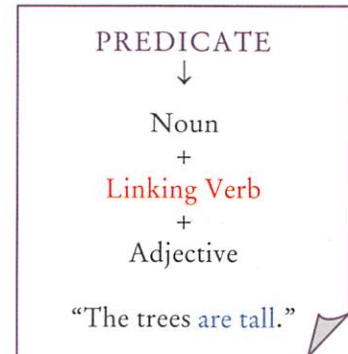 PREDICATE
↓
Noun
+
Linking Verb
+
Adjective
“The trees are tall.”